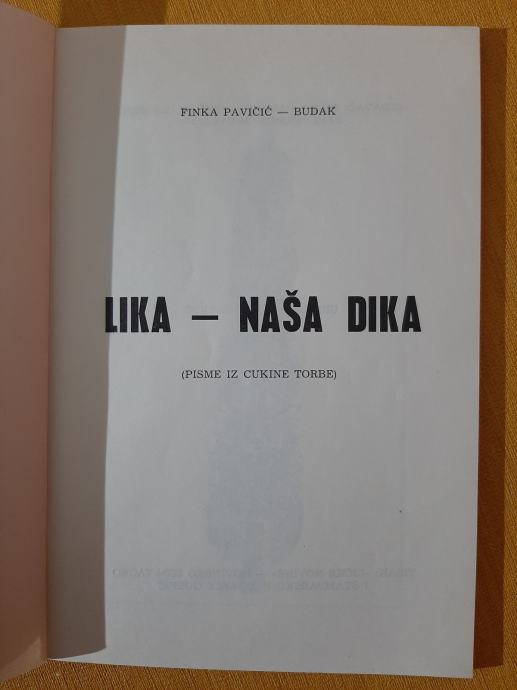 FINKA PAVIČIĆ — BUDAK
LIKA — NAŠA DIKA
(PISME IZ CUKINE TORBE)